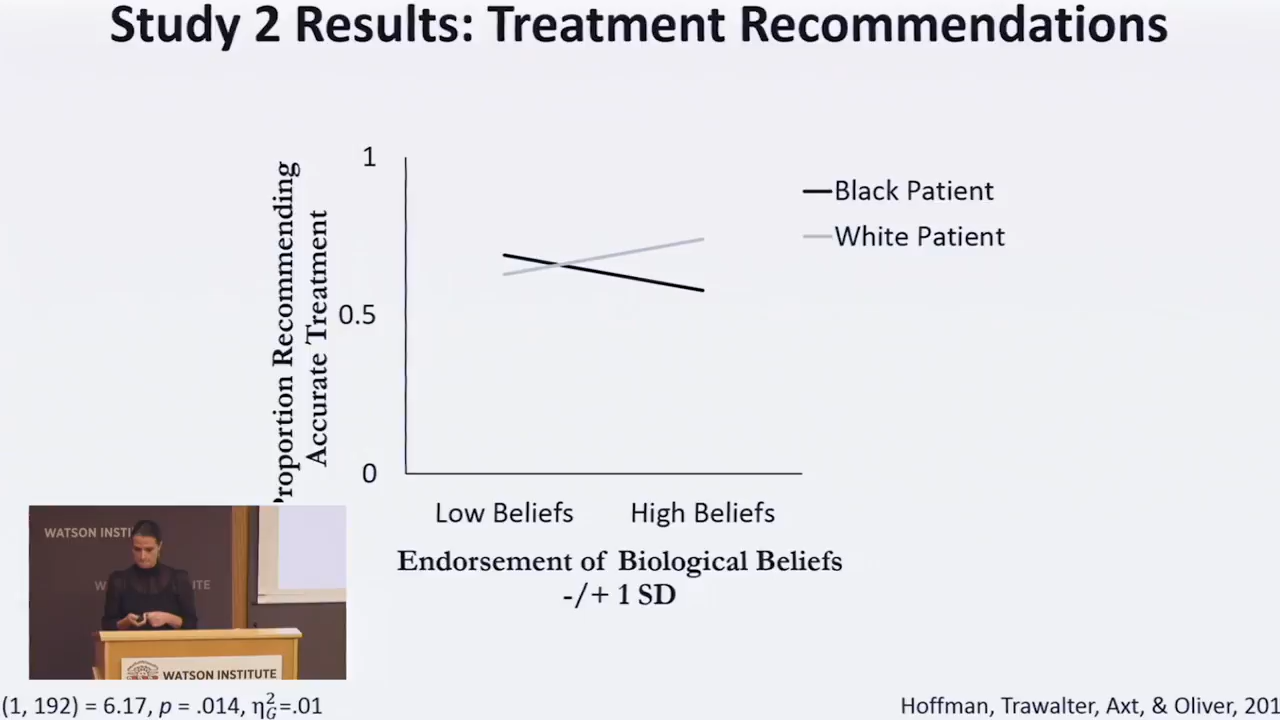 Study 2 Results: Treatment Recommendations
Proportion Recommending
Accurate Treatment
1
0.5
0
Black Patient
White Patient
Low Beliefs High Beliefs
Endorsement of Biological Beliefs
-/+ 1 SD
WATSON INSTI
WATSON INSTITUTE
(1, 192) = 6.17, p = .014, η²G=.01
Hoffman, Trawalter, Axt, & Oliver, 201